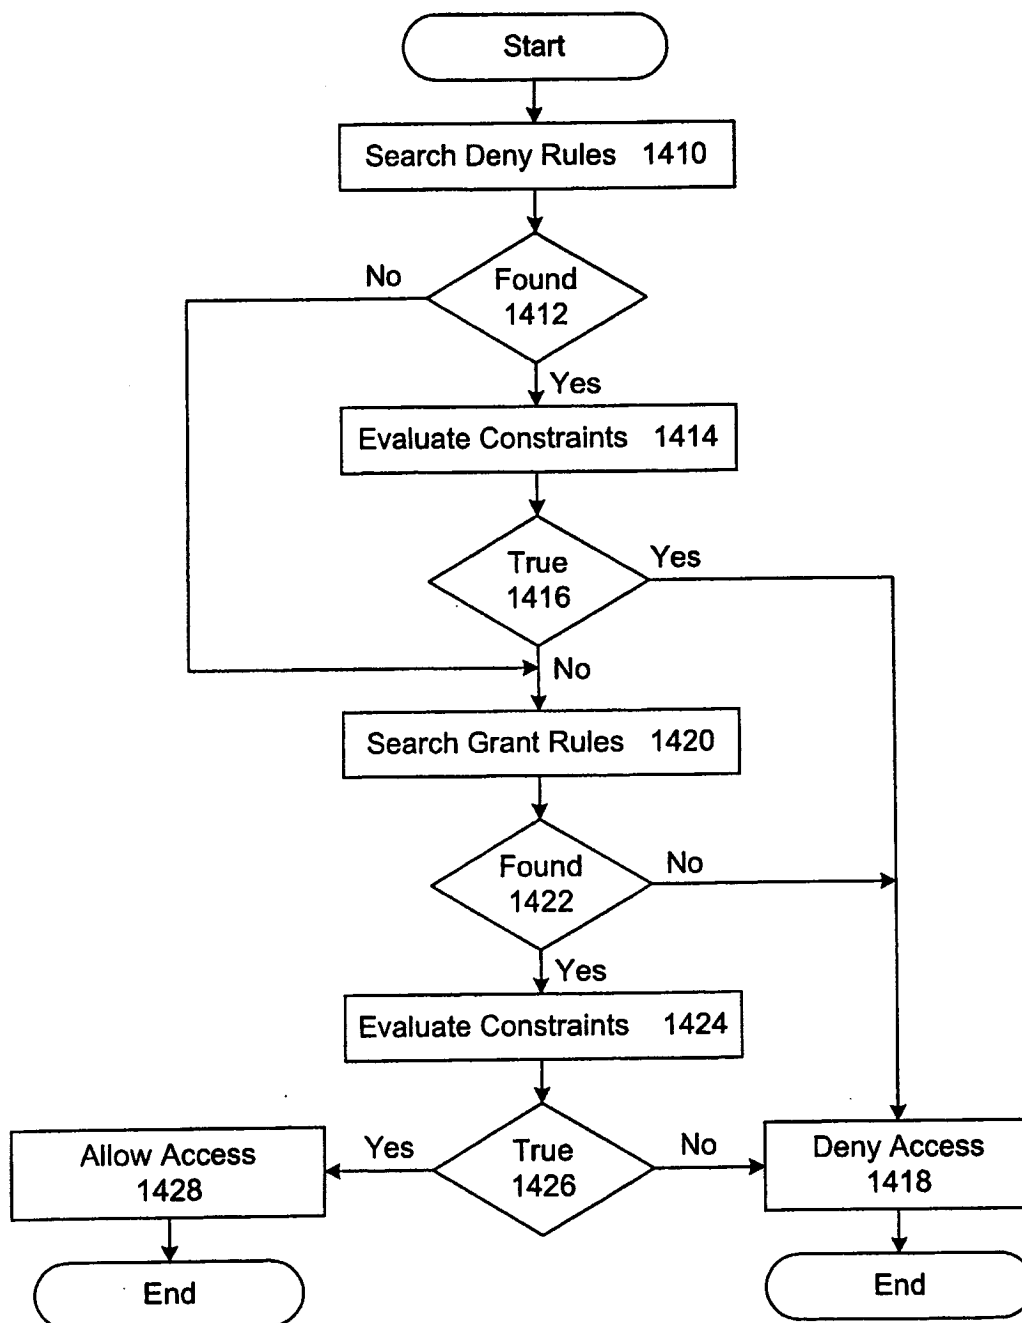 Start
Search Deny Rules 1410
No
Found
1412
Yes
Evaluate Constraints 1414
True
1416
Yes
No
Search Grant Rules 1420
Found
1422
No
Yes
Evaluate Constraints 1424
Allow Access
1428
Yes
True
1426
No
Deny Access
1418
End
End